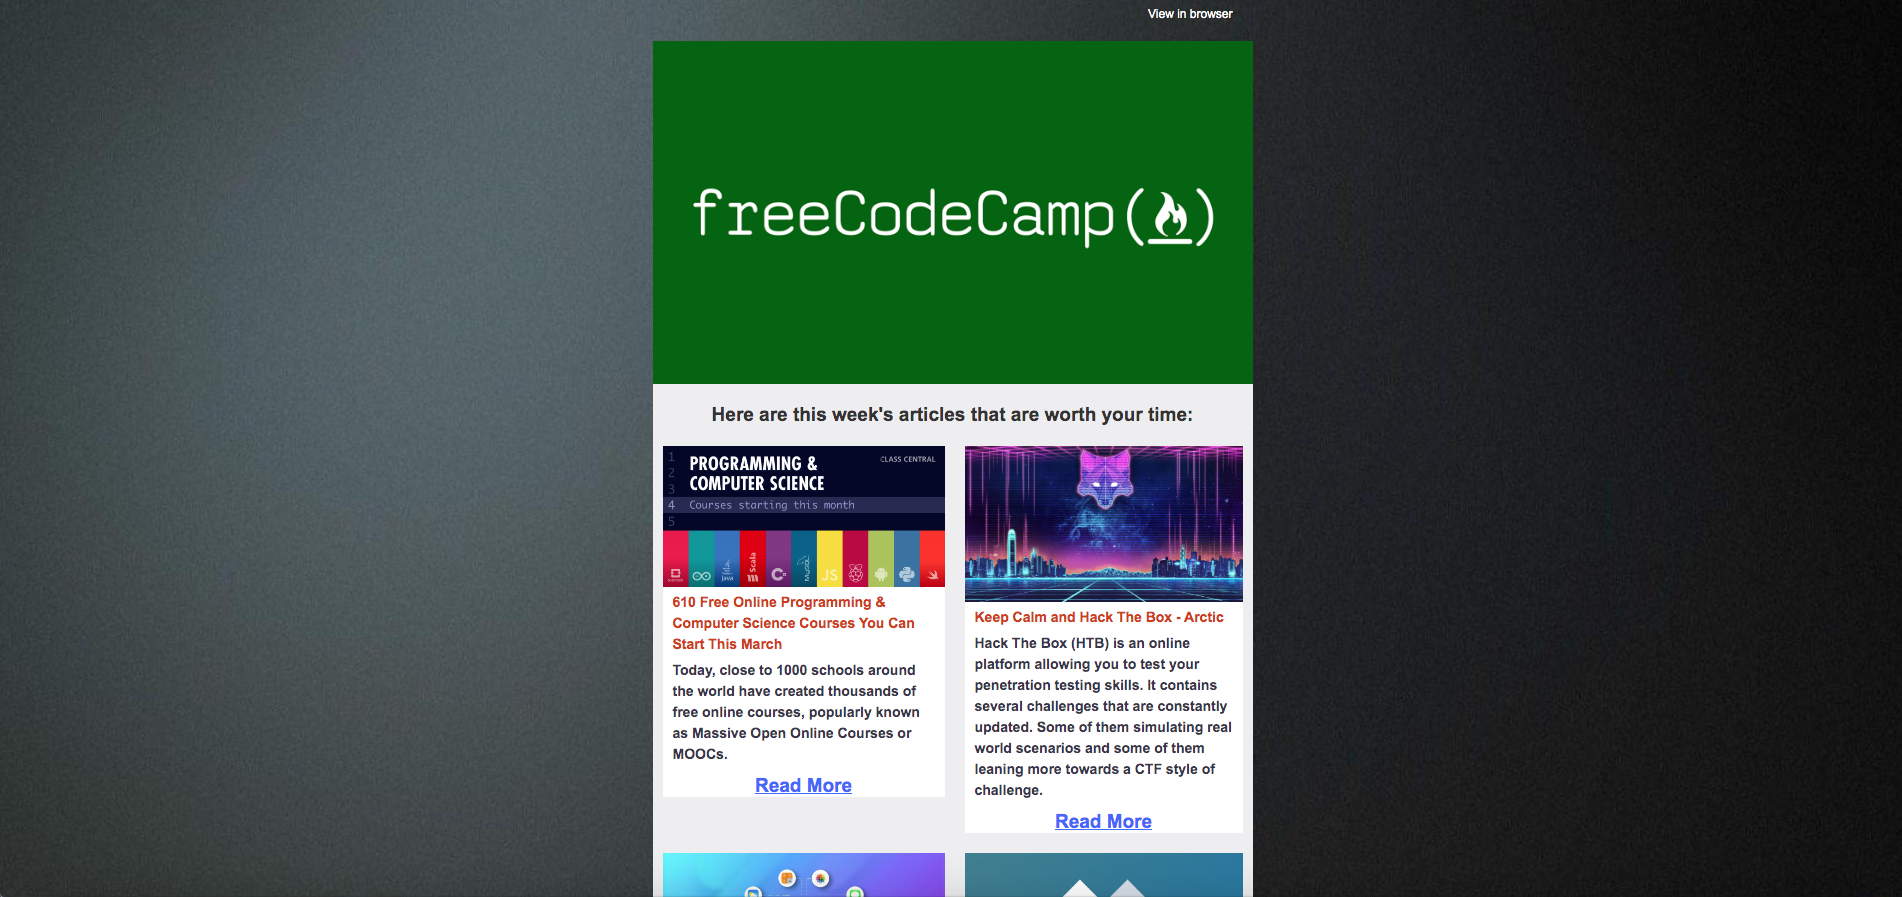 View in browser
freeCodeCamp( )
Here are this week's articles that are worth your time:
1
2
3
4
5
PROGRAMMING &
COMPUTER SCIENCE
CLASS CENTRAL
Courses starting this month
Java
Scala
MySQL
JS
610 Free Online Programming &
Computer Science Courses You Can
Start This March
Today, close to 1000 schools around
the world have created thousands of
free online courses, popularly known
as Massive Open Online Courses or
MOOCs.
Read More
Keep Calm and Hack The Box - Arctic
Hack The Box (HTB) is an online
platform allowing you to test your
penetration testing skills. It contains
several challenges that are constantly
updated. Some of them simulating real
world scenarios and some of them
leaning more towards a CTF style of
challenge.
Read More